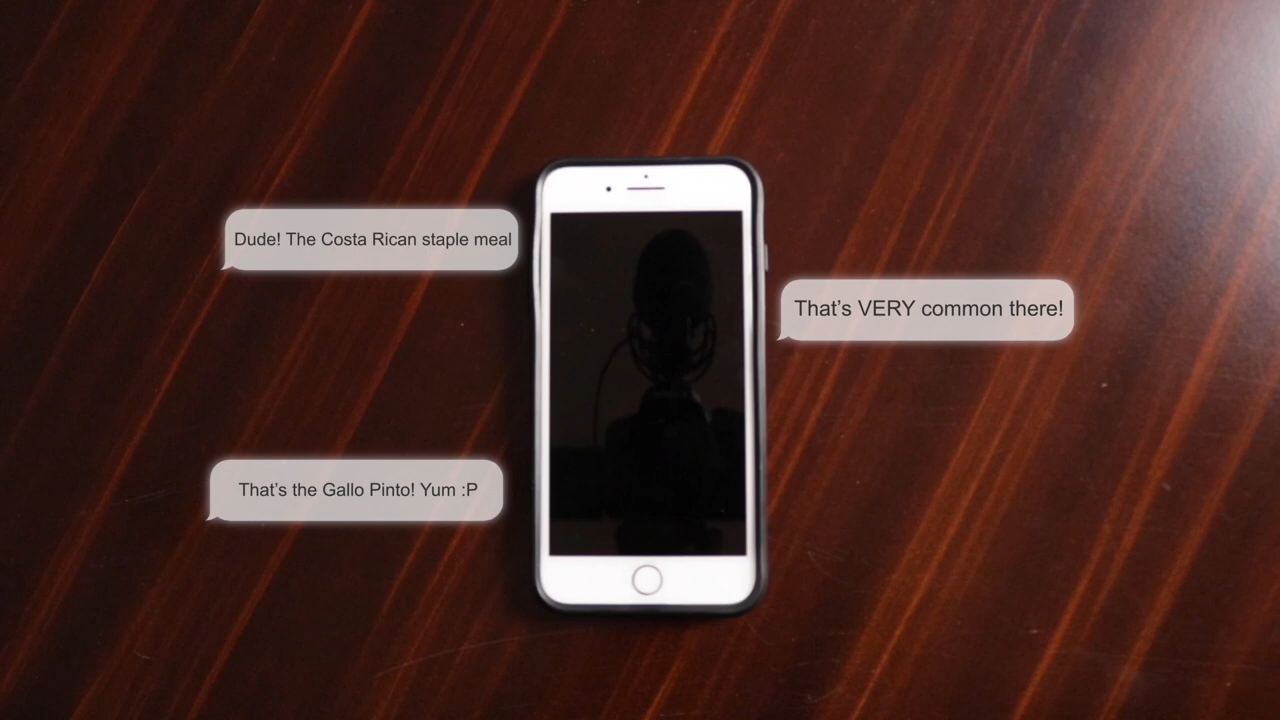 Dude! The Costa Rican staple meal
That’s VERY common there!
That’s the Gallo Pinto! Yum :P